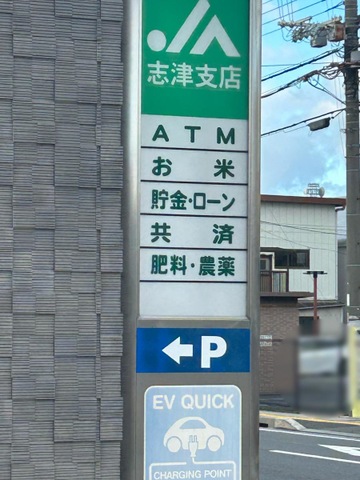 JA
志津支店
ATM
お米
貯金・ローン
共済
肥料・農薬
←P
EV QUICK
CHARGING POINT